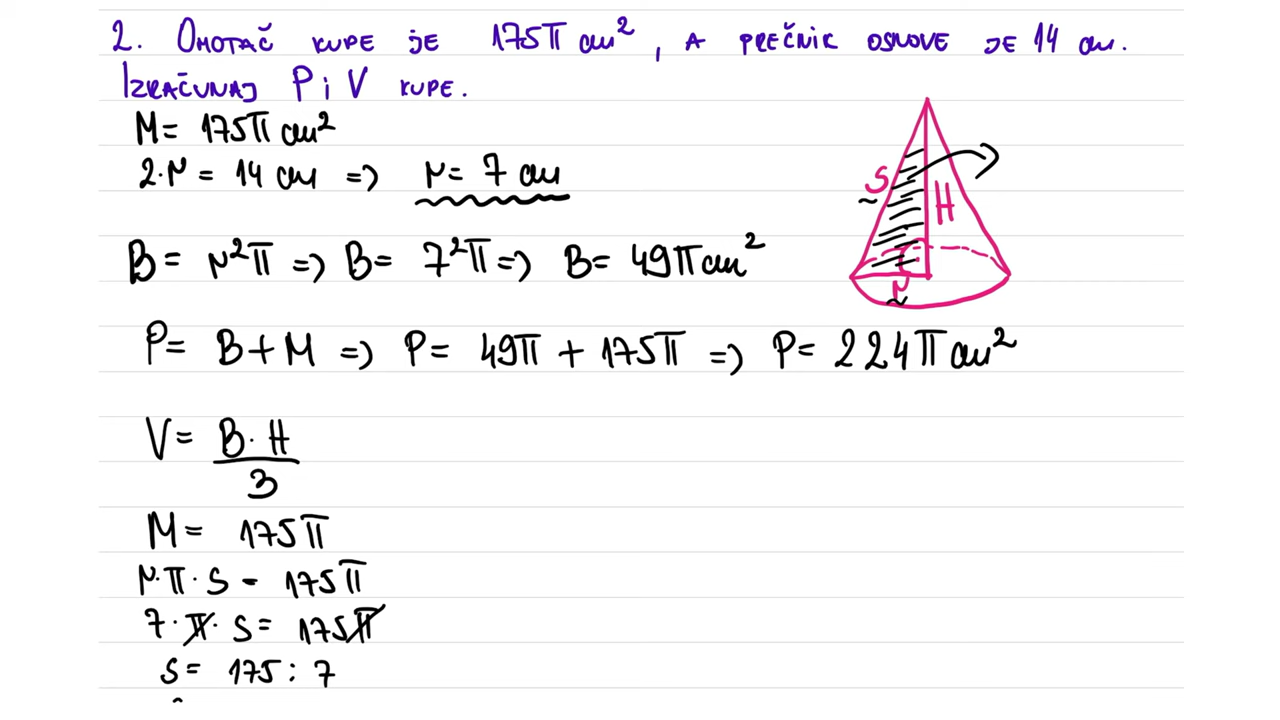 2. OMOTAČ KUPE JE 175π cm², A PREČNIK OSNOVE JE 14 cm.
IZRAČUNAJ P i V KUPE.
M = 175π cm²
2·r = 14 cm => r = 7 cm
S
H
r
B = r²π => B = 7²π => B = 49π cm²
P = B + M => P = 49π + 175π => P = 224π cm²
V = B·H
3
M = 175π
r·π·S = 175π
7·π·S = 175π
S = 175 : 7